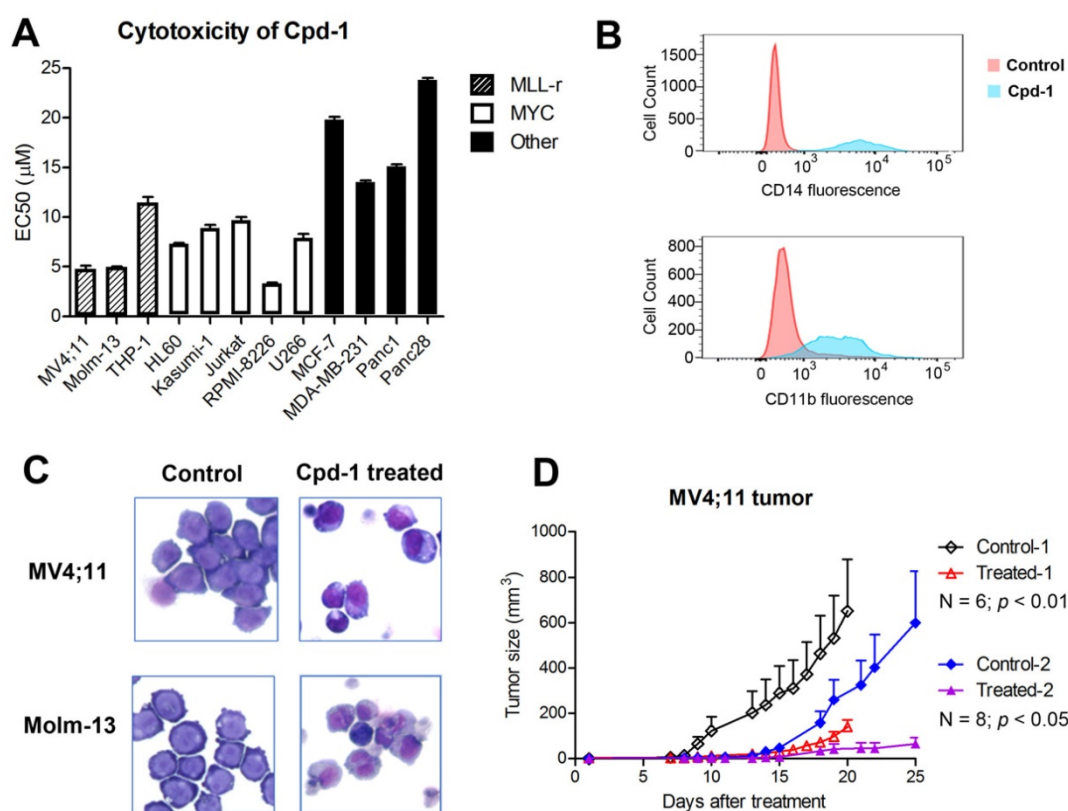 A
Cytotoxicity of Cpd-1
EC50 (μM)
25
20
15
10
5
0
MV4;11
Molm-13
THP-1
HL60
Kasumi-1
Jurkat
RPMI-8226
U266
MCF-7
MDA-MB-231
Panc1
Panc28
MLL-r
MYC
Other
B
Cell Count
1500
1000
500
0
0 10³ 10⁴ 10⁵
CD14 fluorescence
Control
Cpd-1
Cell Count
800
600
400
200
0
0 10³ 10⁴ 10⁵
CD11b fluorescence
C
Control Cpd-1 treated
MV4;11
Molm-13
D
MV4;11 tumor
Tumor size (mm³)
1000
800
600
400
200
0
0 5 10 15 20 25
Days after treatment
Control-1
Treated-1
N = 6; p < 0.01
Control-2
Treated-2
N = 8; p < 0.05